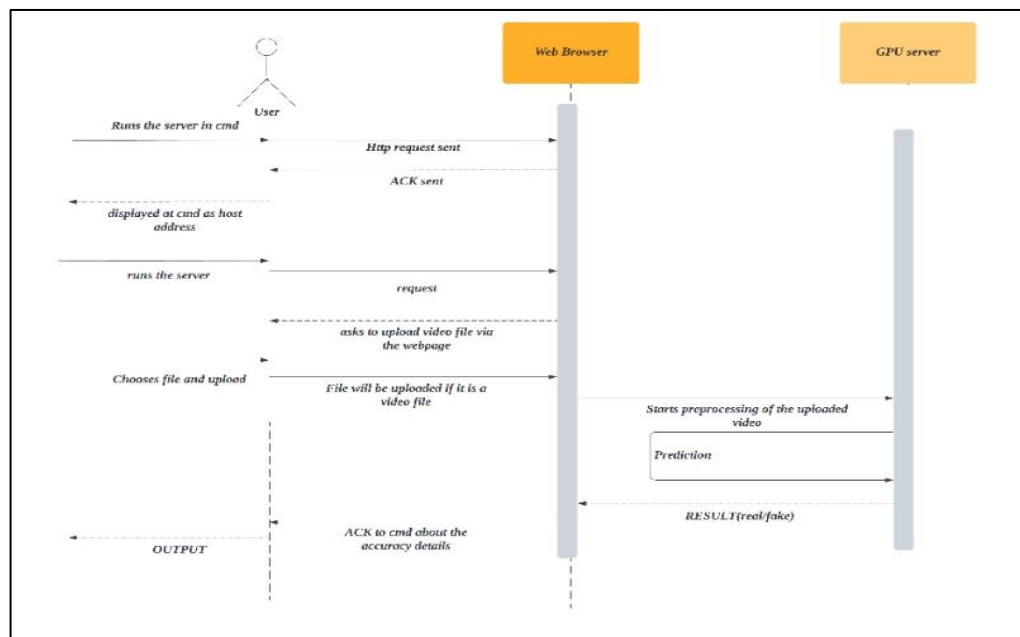 Web Browser
GPU server
User
Runs the server in cmd
Http request sent
ACK sent
displayed at cmd as host
address
runs the server
request
asks to upload video file via
the webpage
Chooses file and upload
File will be uploaded if it is a
video file
Starts preprocessing of the uploaded
video
Prediction
RESULT(real/fake)
ACK to cmd about the
accuracy details
OUTPUT